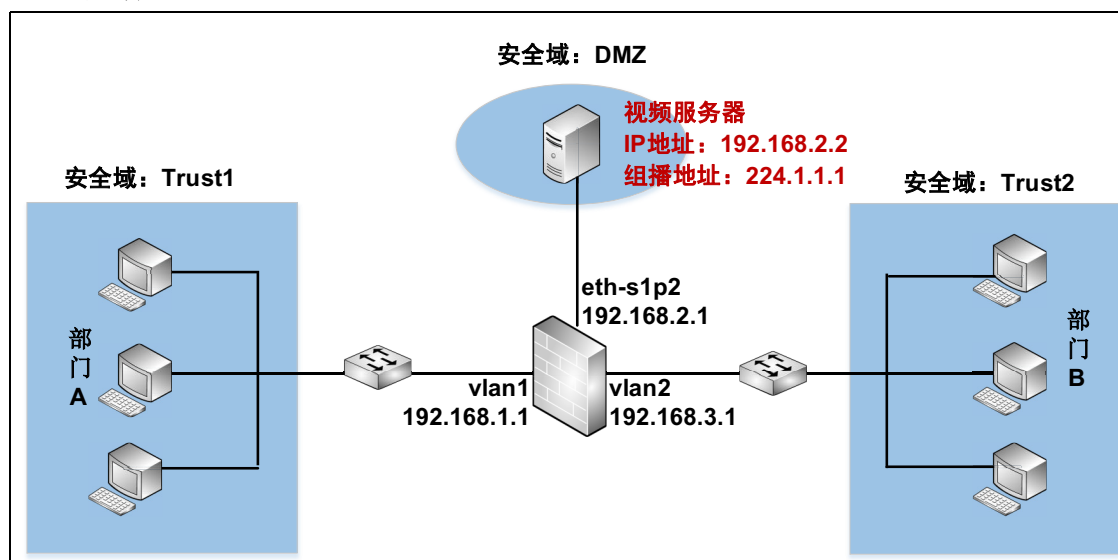 安全域：DMZ
视频服务器
IP地址：192.168.2.2
组播地址：224.1.1.1
安全域：Trust1
安全域：Trust2
eth-s1p2
192.168.2.1
部
门
A
vlan1
192.168.1.1
vlan2
192.168.3.1
部
门
B